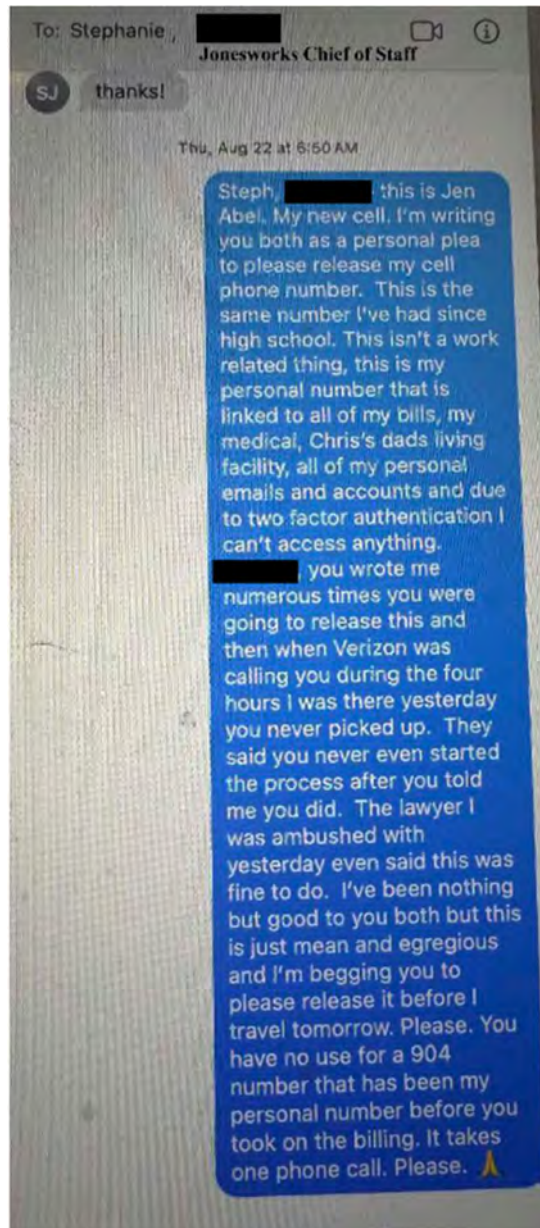 To: Stephanie ,
Jonesworks Chief of Staff
SJ
thanks!
Thu, Aug 22 at 6:50 AM
Steph, this is Jen
Abel. My new cell. I'm writing
you both as a personal plea
to please release my cell
phone number.  This is the
same number I've had since
high school. This isn't a work
related thing, this is my
personal number that is
linked to all of my bills, my
medical, Chris's dads living
facility, all of my personal
emails and accounts and due
to two factor authentication I
can't access anything.
, you wrote me
numerous times you were
going to release this and
then when Verizon was
calling you during the four
hours I was there yesterday
you never picked up.  They
said you never even started
the process after you told
me you did.  The lawyer I
was ambushed with
yesterday even said this was
fine to do.  I've been nothing
but good to you both but this
is just mean and egregious
and I'm begging you to
please release it before I
travel tomorrow. Please. You
have no use for a 904
number that has been my
personal number before you
took on the billing. It takes
one phone call. Please. 🙏